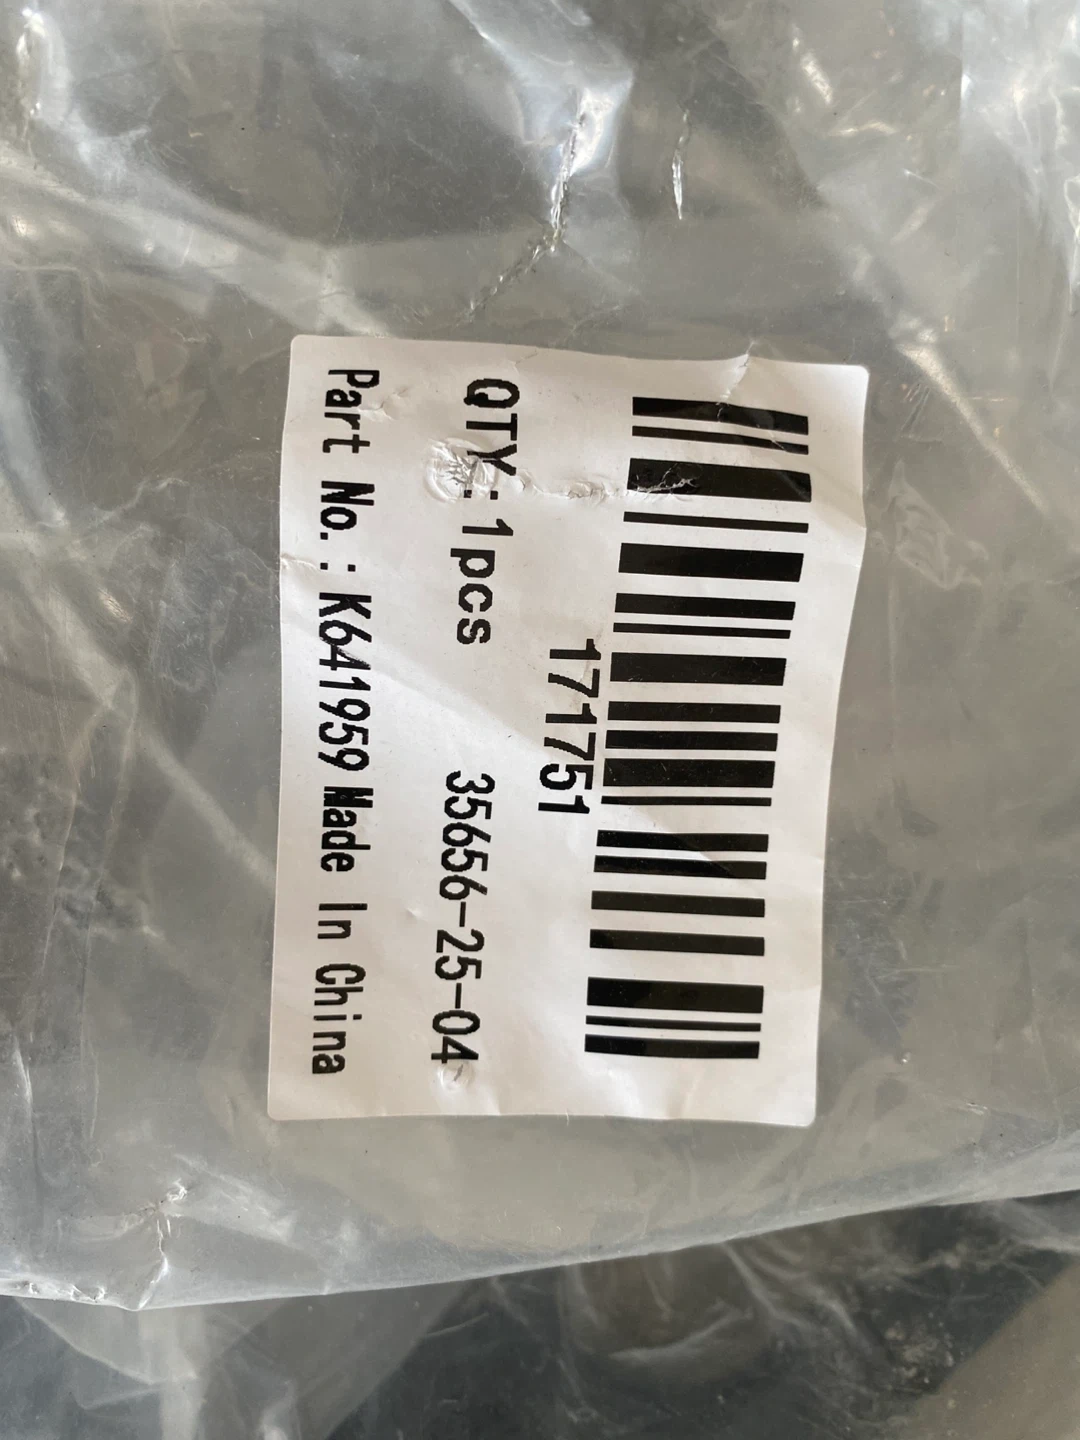 171751
QTY:1pcs 35656-25-04
Part No.:K641959 Made In China